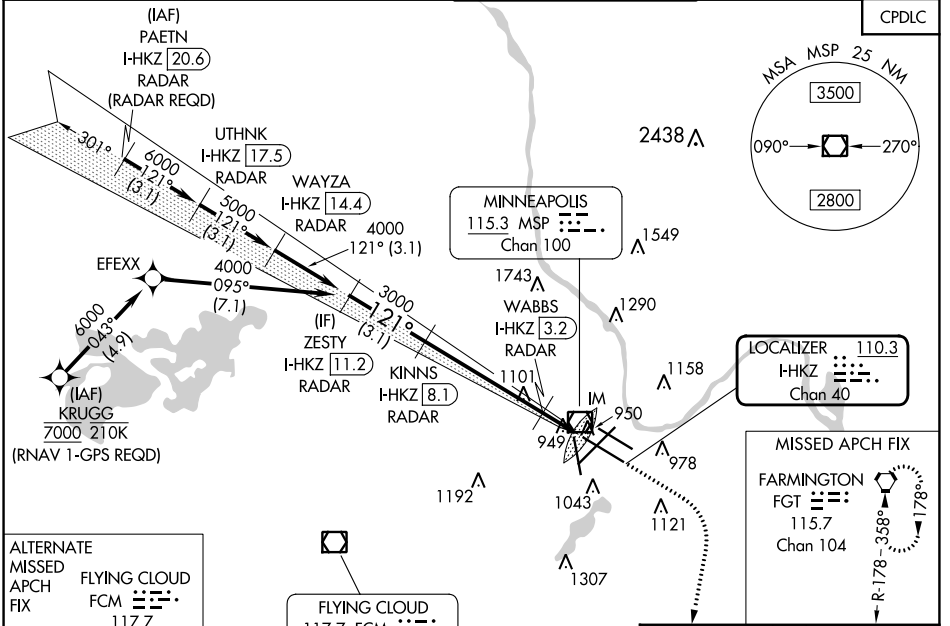 (IAF)
PAETN
I-HKZ 20.6
RADAR
(RADAR REQD)
CPDLC
MSA MSP 25 NM
3500
090°
270°
2800
2438
301°
6000
121°
(3.1)
UTHNK
I-HKZ 17.5
RADAR
5000
121°
(3.1)
WAYZA
I-HKZ 14.4
RADAR
4000
121° (3.1)
MINNEAPOLIS
115.3 MSP
Chan 100
1549
EFEXX
4000
095°
(7.1)
3000
121°
(3.1)
1743
1290
WABBS
I-HKZ 3.2
RADAR
6000
043°
(4.9)
(IF)
ZESTY
I-HKZ 11.2
RADAR
KINNS
I-HKZ 8.1
RADAR
LOCALIZER 110.3
I-HKZ
Chan 40
1101
1158
IM
950
949
978
(IAF)
KRUGG
7000 210K
(RNAV 1-GPS REQD)
1192
1043
1121
1307
MISSED APCH FIX
FARMINGTON
FGT
115.7
Chan 104
R-178
358°
178°
ALTERNATE
MISSED
APCH
FIX
FLYING CLOUD
FCM
117.7
FLYING CLOUD
117.7 FCM